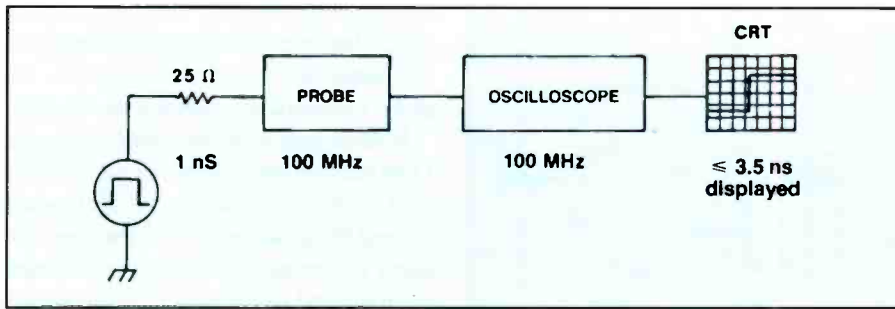 CRT
25 Ω
PROBE
OSCILLOSCOPE
1 nS
100 MHz
100 MHz
≤ 3.5 ns
displayed